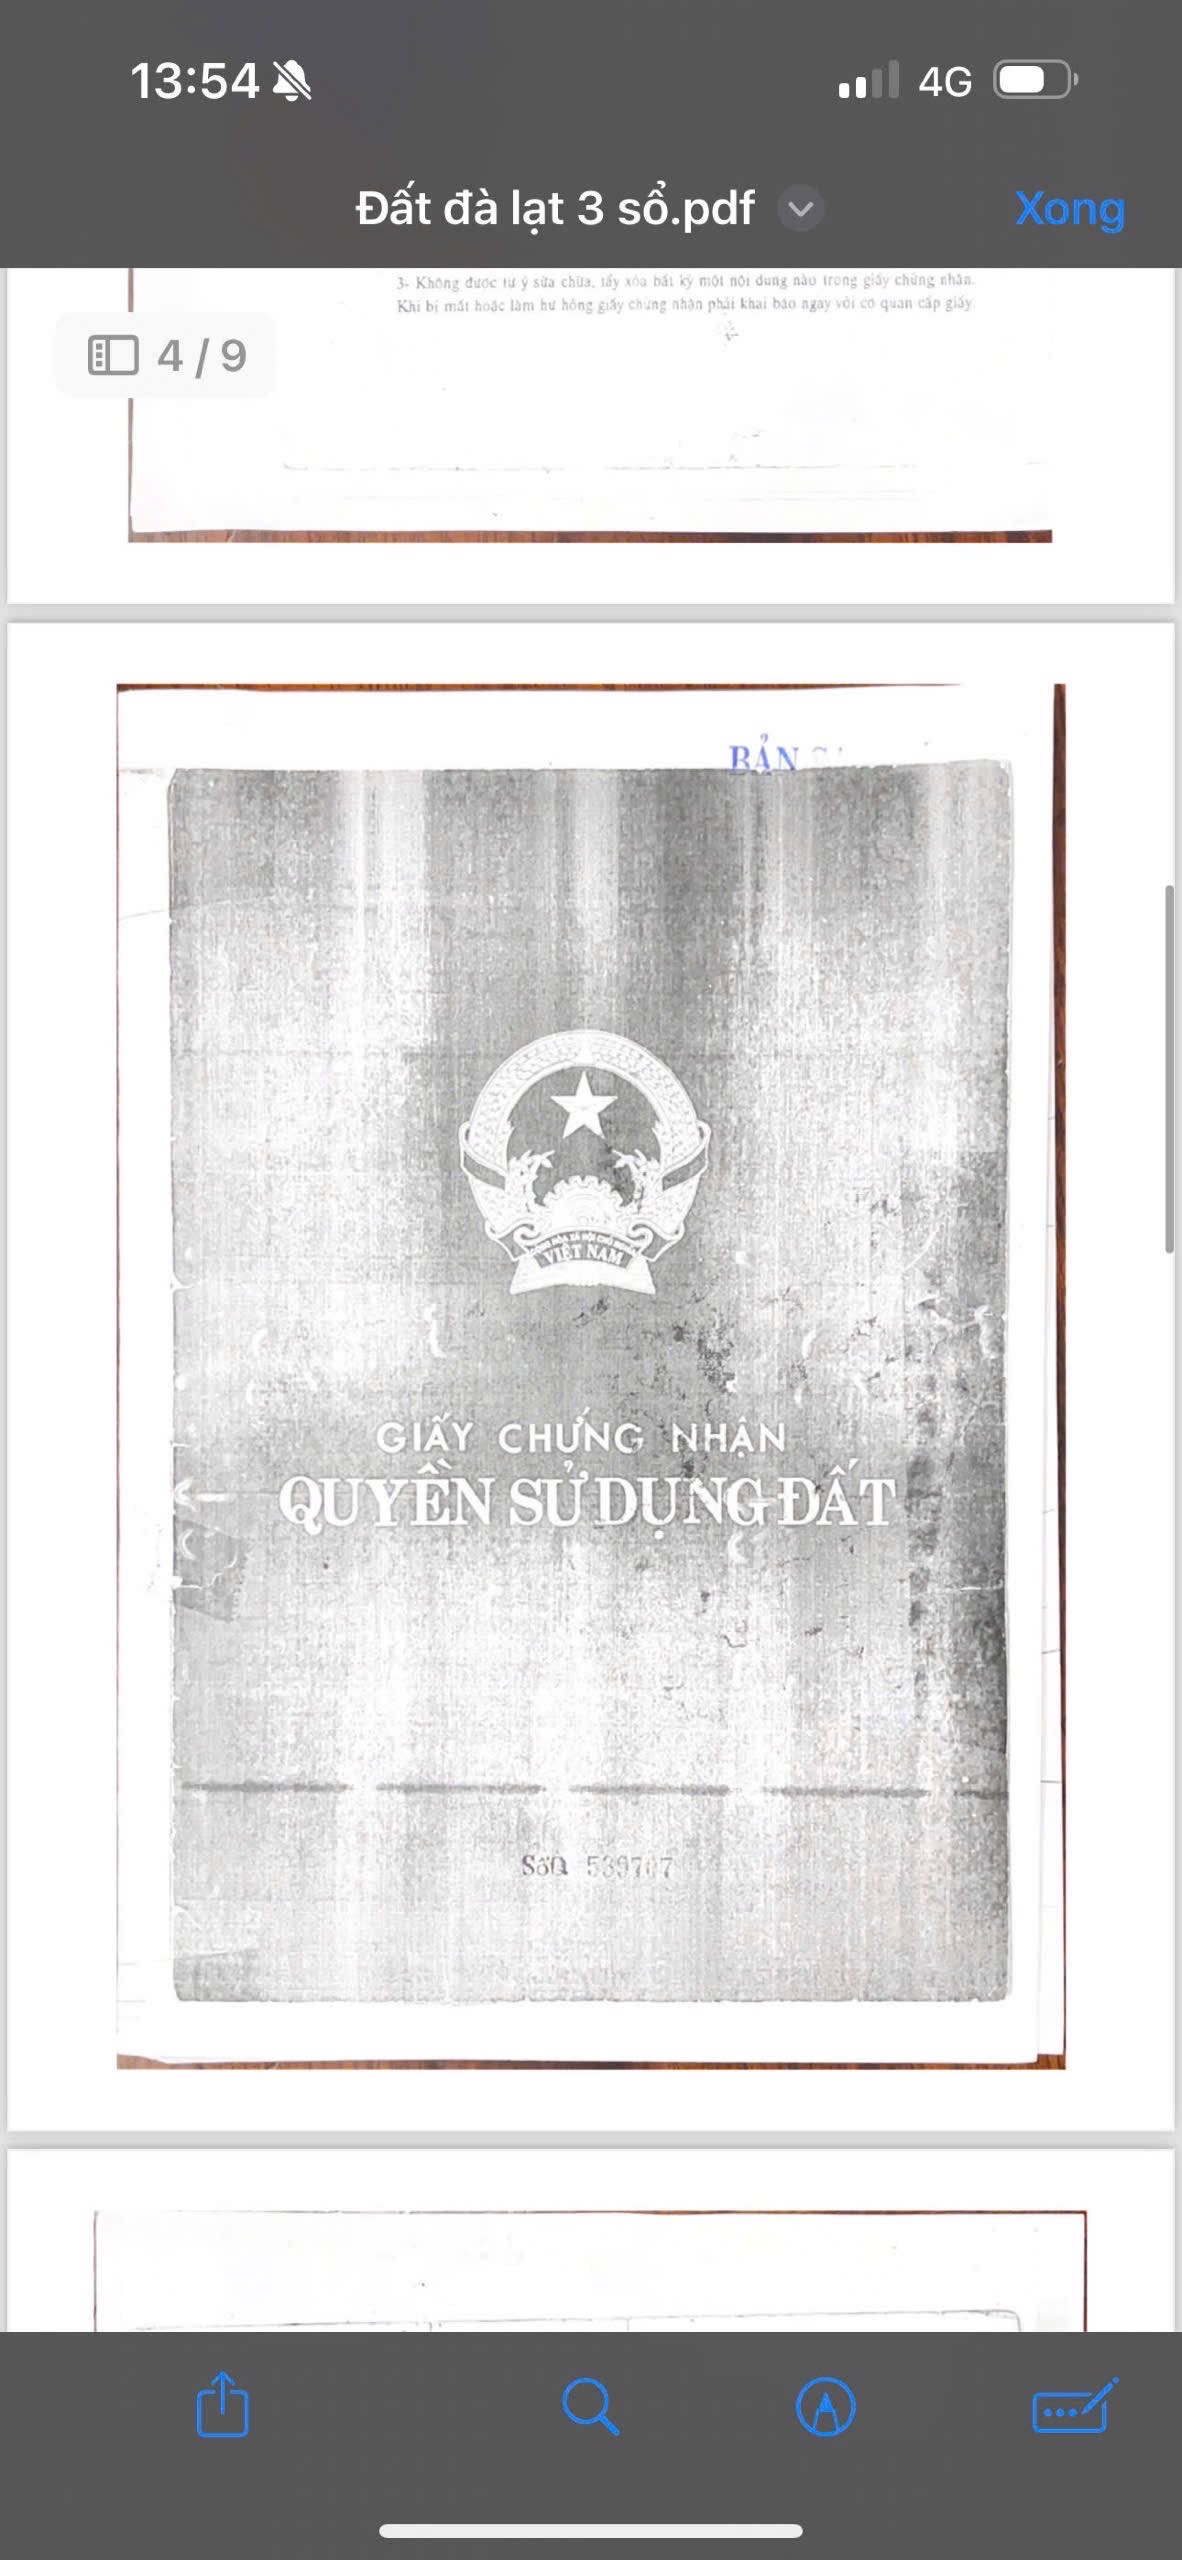 13:54
4G
Đất đà lạt 3 sổ.pdf
Xong
3- Không được tự ý sửa chữa, tẩy xóa bất kỳ một nội dung nào trong giấy chứng nhận.
Khi bị mất hoặc làm hư hỏng giấy chứng nhận phải khai báo ngay với cơ quan cấp giấy.
4 / 9
BẢN
VIỆT NAM
GIẤY CHỨNG NHẬN
QUYỀN SỬ DỤNG ĐẤT
Số Q 539707